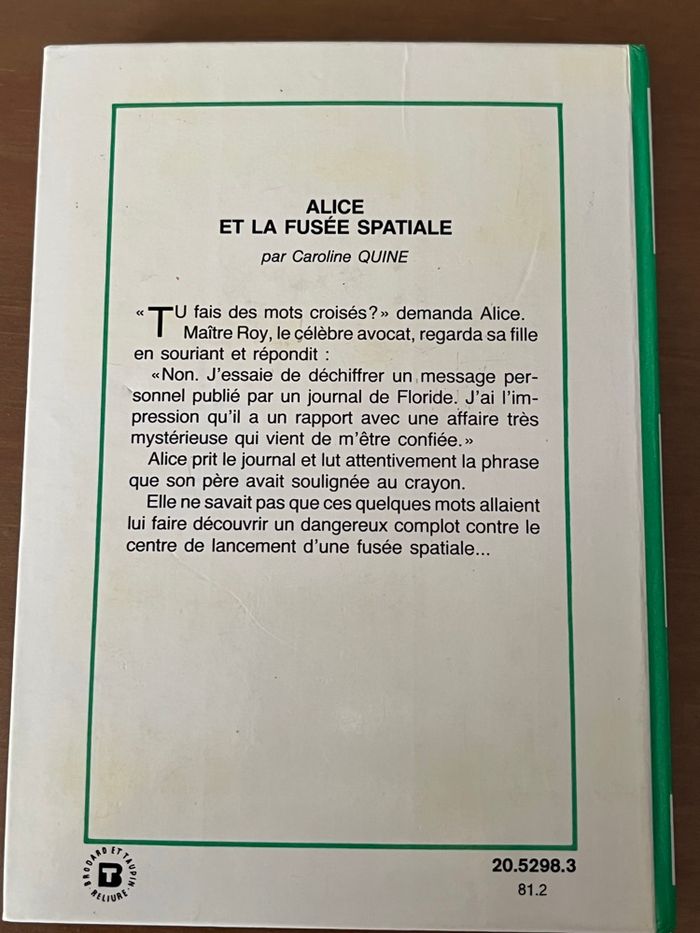 ALICE
ET LA FUSÉE SPATIALE
par Caroline QUINE
« TU fais des mots croisés?» demanda Alice.
Maître Roy, le célèbre avocat, regarda sa fille
en souriant et répondit :
«Non. J'essaie de déchiffrer un message per-
sonnel publié par un journal de Floride. J'ai l'im-
pression qu'il a un rapport avec une affaire très
mystérieuse qui vient de m'être confiée.»
Alice prit le journal et lut attentivement la phrase
que son père avait soulignée au crayon.
Elle ne savait pas que ces quelques mots allaient
lui faire découvrir un dangereux complot contre le
centre de lancement d'une fusée spatiale...
BRODARD ET TAUPIN
BT
RELIURE
20.5298.3
81.2